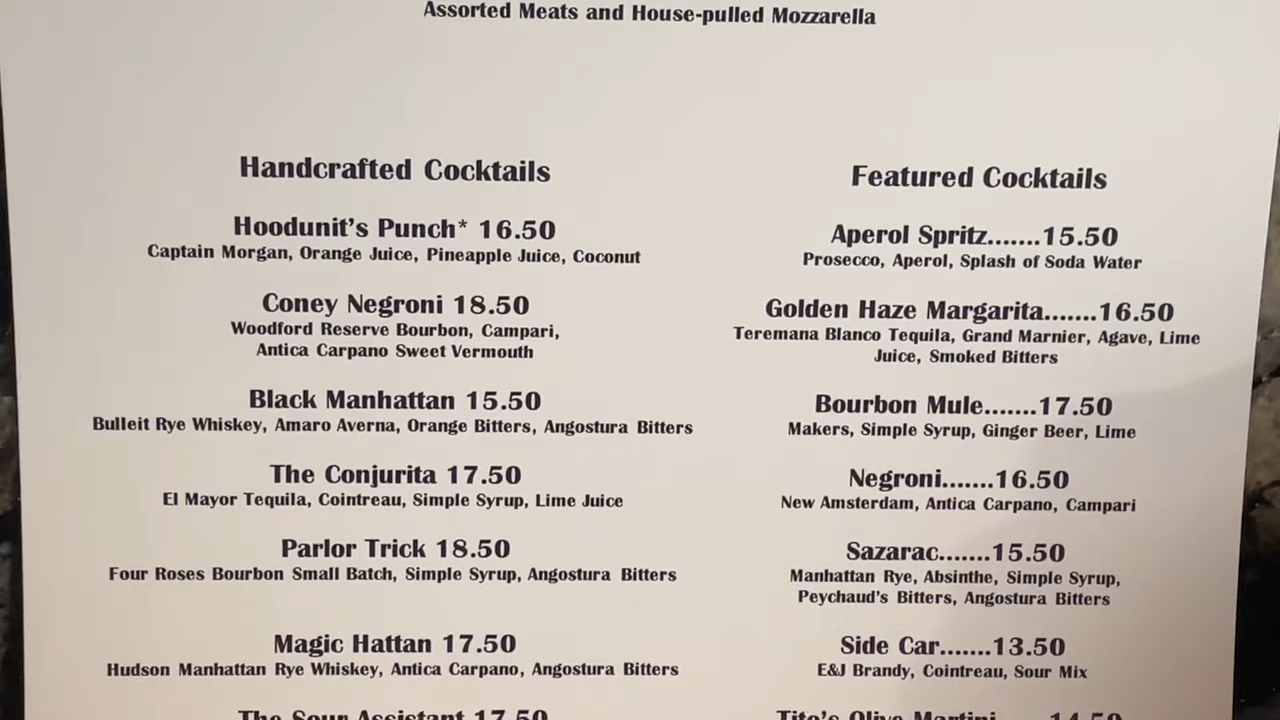 Assorted Meats and House-pulled Mozzarella
Handcrafted Cocktails
Hoodunit's Punch* 16.50
Captain Morgan, Orange Juice, Pineapple Juice, Coconut
Coney Negroni 18.50
Woodford Reserve Bourbon, Campari,
Antica Carpano Sweet Vermouth
Black Manhattan 15.50
Bulleit Rye Whiskey, Amaro Averna, Orange Bitters, Angostura Bitters
The Conjurita 17.50
El Mayor Tequila, Cointreau, Simple Syrup, Lime Juice
Parlor Trick 18.50
Four Roses Bourbon Small Batch, Simple Syrup, Angostura Bitters
Magic Hattan 17.50
Hudson Manhattan Rye Whiskey, Antica Carpano, Angostura Bitters
The Sour Assistant 17.50
Featured Cocktails
Aperol Spritz.......15.50
Prosecco, Aperol, Splash of Soda Water
Golden Haze Margarita.......16.50
Teremana Blanco Tequila, Grand Marnier, Agave, Lime
Juice, Smoked Bitters
Bourbon Mule.......17.50
Makers, Simple Syrup, Ginger Beer, Lime
Negroni.......16.50
New Amsterdam, Antica Carpano, Campari
Sazarac.......15.50
Manhattan Rye, Absinthe, Simple Syrup,
Peychaud's Bitters, Angostura Bitters
Side Car.......13.50
E&J Brandy, Cointreau, Sour Mix
Tito's Olive Martini.......14.50